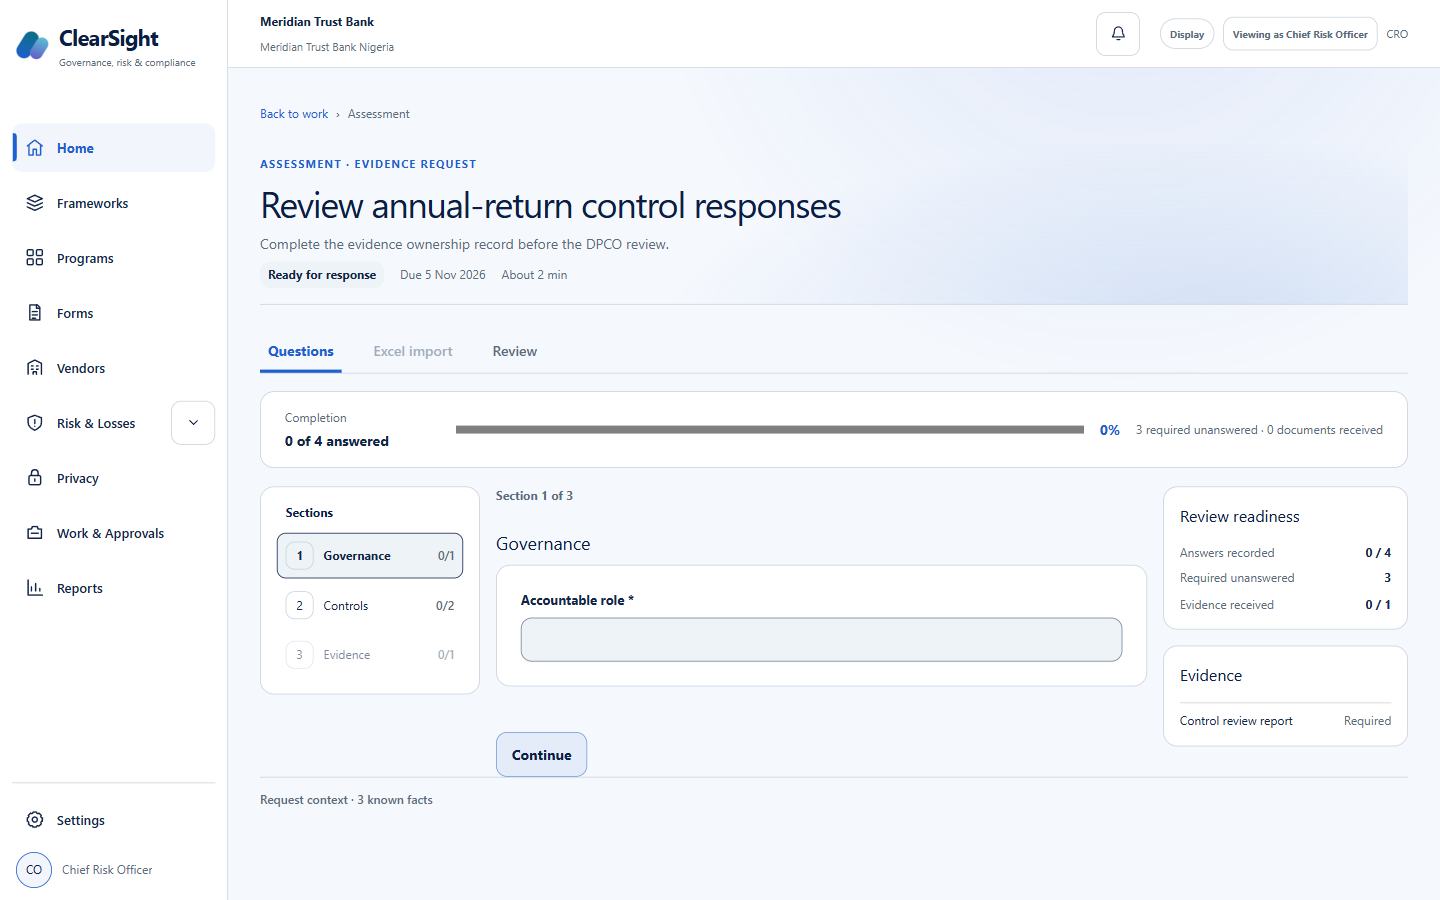 ClearSight
Governance, risk & compliance
Home
Frameworks
Programs
Forms
Vendors
Risk & Losses
Privacy
Work & Approvals
Reports
Settings
CO
Chief Risk Officer
Meridian Trust Bank
Meridian Trust Bank Nigeria
Display
Viewing as Chief Risk Officer
CRO
Back to work › Assessment
ASSESSMENT · EVIDENCE REQUEST
Review annual-return control responses
Complete the evidence ownership record before the DPCO review.
Ready for response
Due 5 Nov 2026
About 2 min
Questions
Excel import
Review
Completion
0 of 4 answered
0%
3 required unanswered · 0 documents received
Sections
1 Governance 0/1
2 Controls 0/2
3 Evidence 0/1
Section 1 of 3
Governance
Accountable role *
Continue
Review readiness
Answers recorded 0 / 4
Required unanswered 3
Evidence received 0 / 1
Evidence
Control review report Required
Request context · 3 known facts